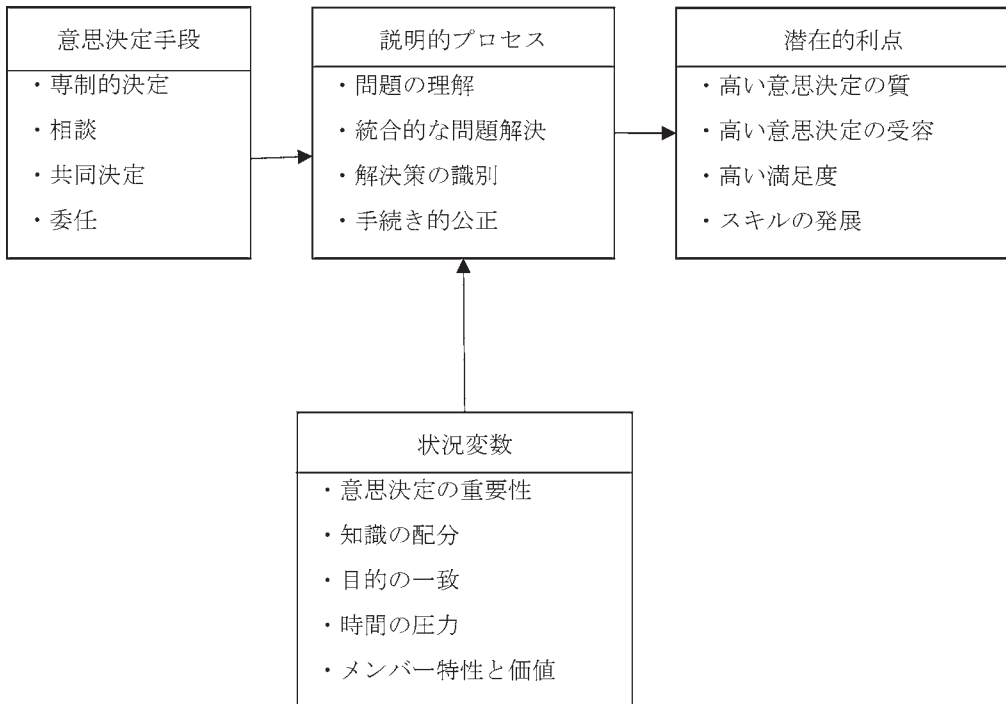 意思決定手段
・専制的決定
・相談
・共同決定
・委任
説明的プロセス
・問題の理解
・統合的な問題解決
・解決策の識別
・手続き的公正
潜在的利点
・高い意思決定の質
・高い意思決定の受容
・高い満足度
・スキルの発展
状況変数
・意思決定の重要性
・知識の配分
・目的の一致
・時間の圧力
・メンバー特性と価値